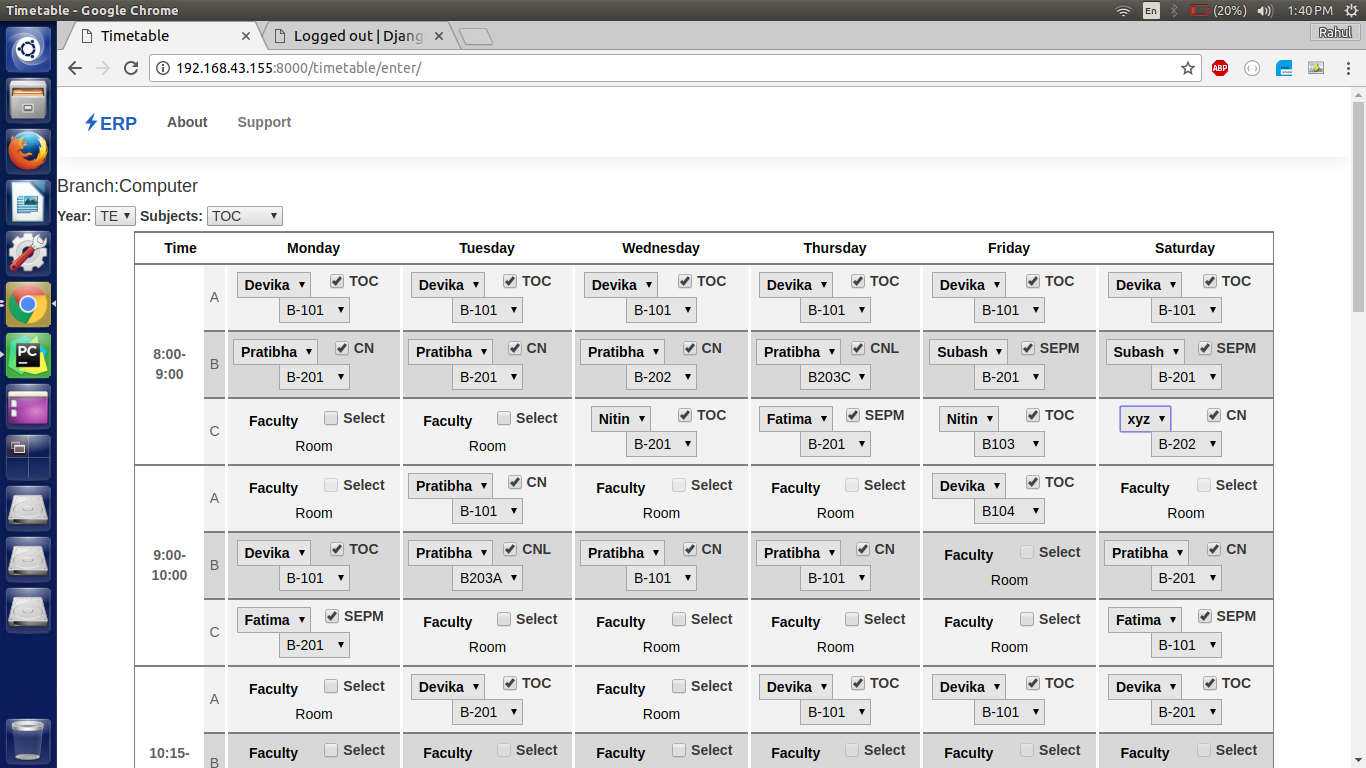 Timetable - Google Chrome En (20%) 1:40 PM
Timetable Logged out | Djang Rahul
192.168.43.155:8000/timetable/enter/ ABP
ERP About Support
Branch:Computer
Year: TE Subjects: TOC
Time Monday Tuesday Wednesday Thursday Friday Saturday
8:00-
9:00
A Devika TOC Devika TOC Devika TOC Devika TOC Devika TOC Devika TOC
B-101 B-101 B-101 B-101 B-101 B-101
B Pratibha CN Pratibha CN Pratibha CN Pratibha CNL Subash SEPM Subash SEPM
B-201 B-201 B-202 B203C B-201 B-201
C Faculty Select Faculty Select Nitin TOC Fatima SEPM Nitin TOC xyz CN
Room Room B-201 B-201 B103 B-202
9:00-
10:00
A Faculty Select Pratibha CN Faculty Select Faculty Select Devika TOC Faculty Select
Room B-101 Room Room B104 Room
B Devika TOC Pratibha CNL Pratibha CN Pratibha CN Faculty Select Pratibha CN
B-101 B203A B-101 B-101 Room B-201
C Fatima SEPM Faculty Select Faculty Select Faculty Select Faculty Select Fatima SEPM
B-201 Room Room Room Room B-101
10:15-
A Faculty Select Devika TOC Faculty Select Devika TOC Devika TOC Devika TOC
Room B-201 Room B-101 B-101 B-201
B Faculty Select Faculty Select Faculty Select Faculty Select Faculty Select Faculty Select
PC